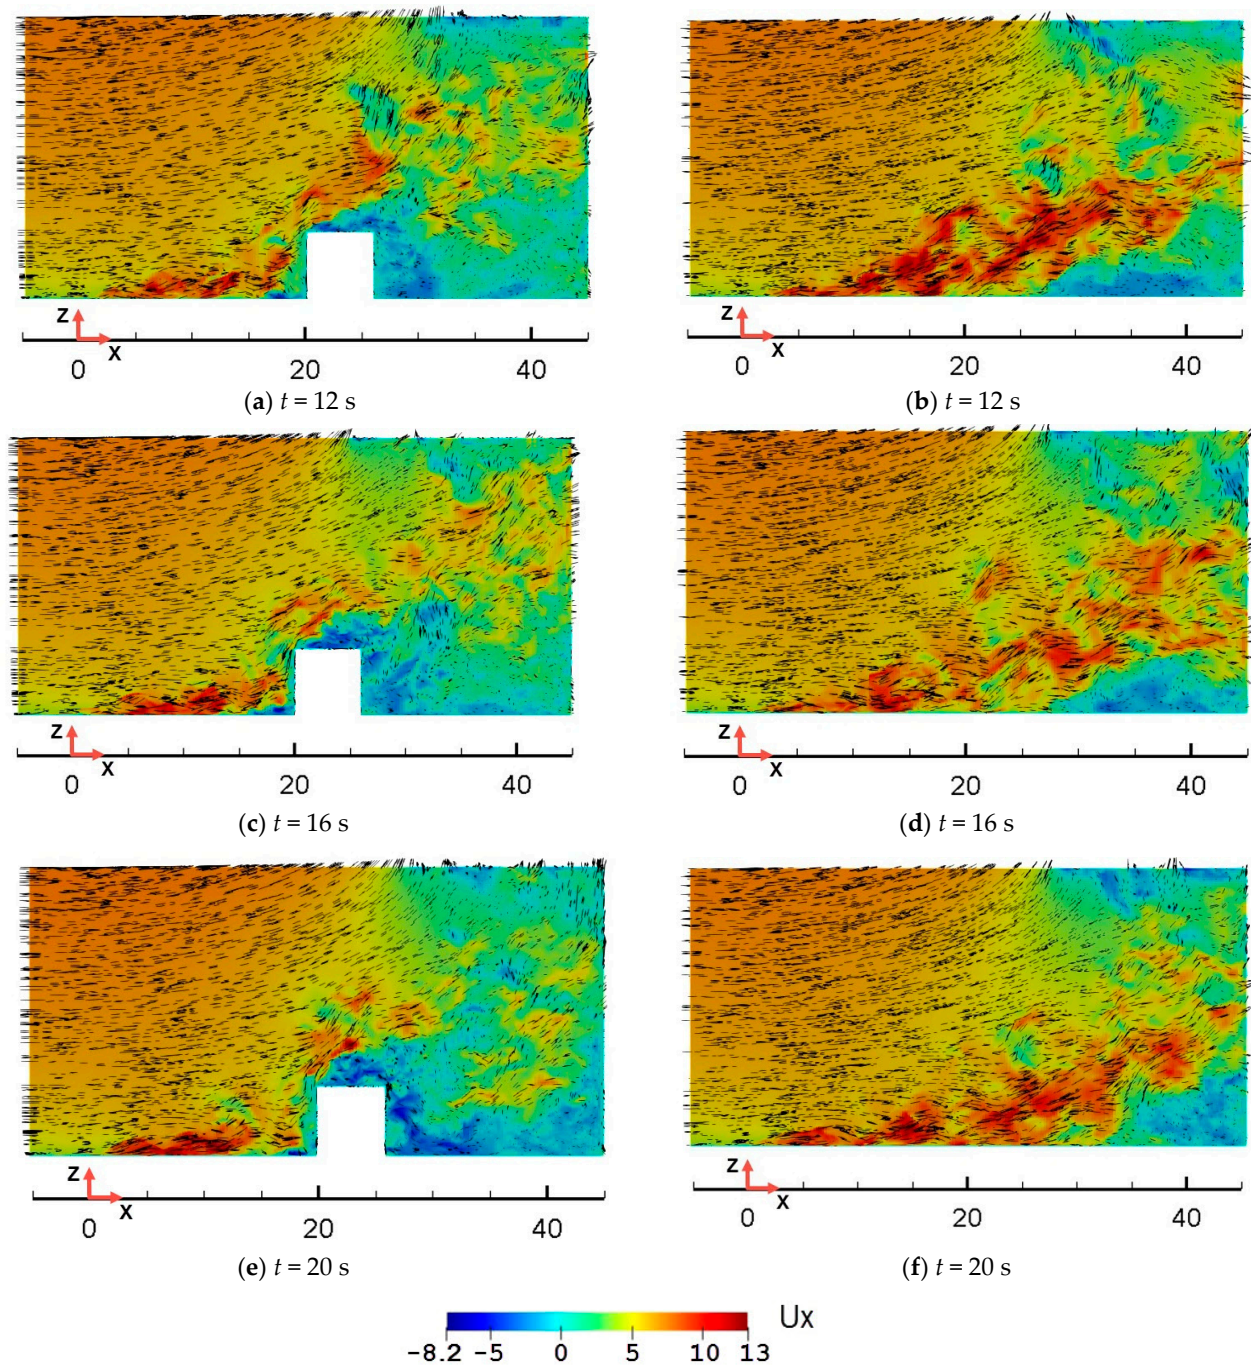 Z
X
0 20 40
(a) t = 12 s
Z
X
0 20 40
(b) t = 12 s
Z
X
0 20 40
(c) t = 16 s
Z
X
0 20 40
(d) t = 16 s
Z
X
0 20 40
(e) t = 20 s
Z
X
0 20 40
(f) t = 20 s
Ux
-8.2 -5 0 5 10 13